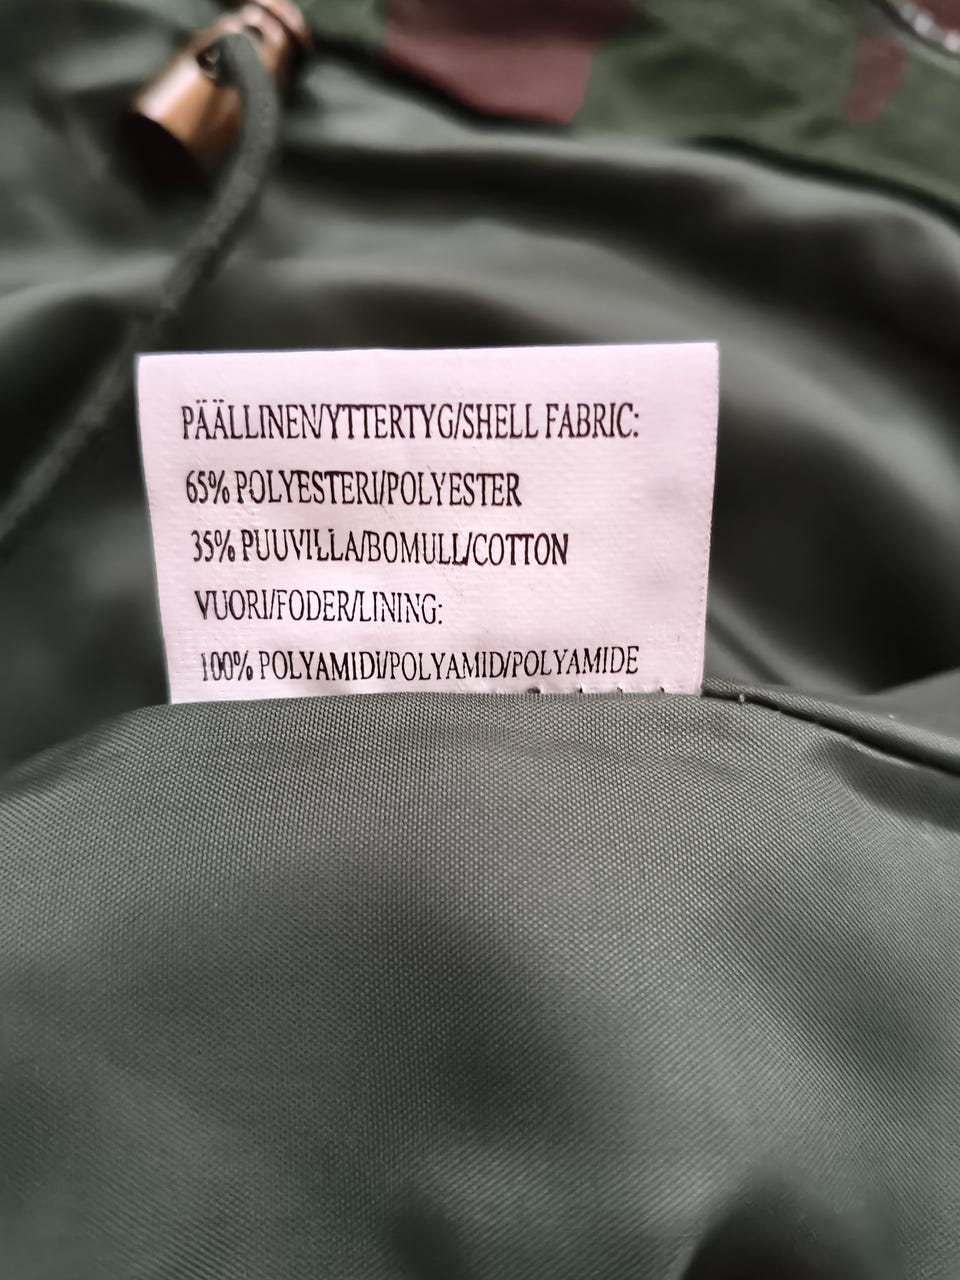 PÄÄLLINEN/YTTERTYG/SHELL FABRIC:
65% POLYESTERI/POLYESTER
35% PUUVILLA/BOMULL/COTTON
VUORI/FODER/LINING:
100% POLYAMIDI/POLYAMID/POLYAMIDE